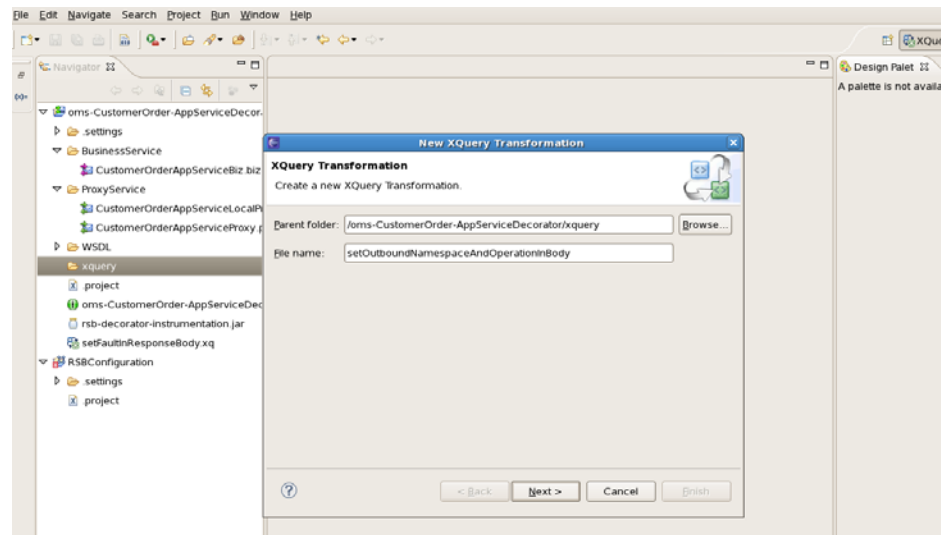 File Edit Navigate Search Project Run Window Help
XQue
Navigator
Design Palet
A palette is not availa
oms-CustomerOrder-AppServiceDecor
.settings
BusinessService
CustomerOrderAppServiceBiz.biz
ProxyService
CustomerOrderAppServiceLocalP
CustomerOrderAppServiceProxy.p
WSDL
xquery
.project
oms-CustomerOrder-AppServiceDec
rsb-decorator-instrumentation.jar
setFaultInResponseBody.xq
RSBConfiguration
.settings
.project
New XQuery Transformation
XQuery Transformation
Create a new XQuery Transformation.
Parent folder: /oms-CustomerOrder-AppServiceDecorator/xquery Browse...
File name: setOutboundNamespaceAndOperationInBody
< Back Next > Cancel Finish